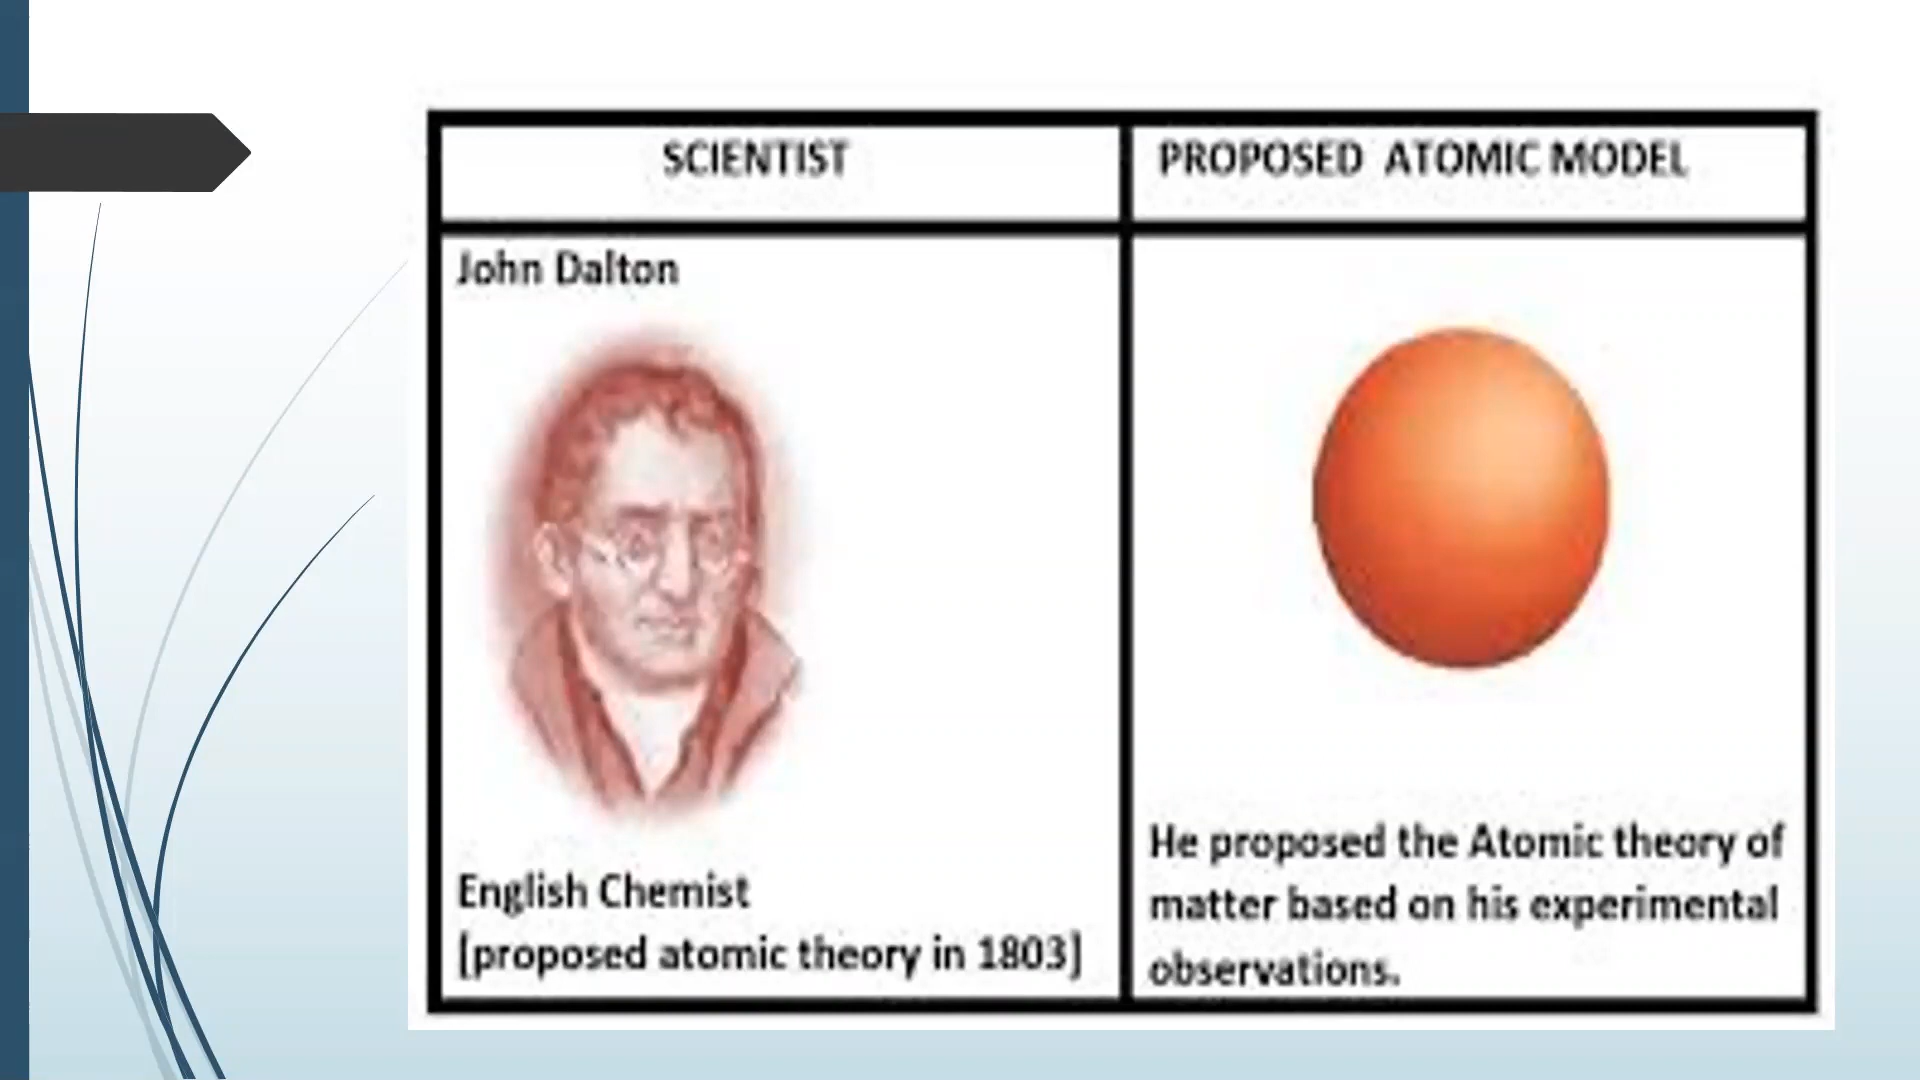 SCIENTIST
PROPOSED ATOMIC MODEL
John Dalton
English Chemist
[proposed atomic theory in 1803]
He proposed the Atomic theory of
matter based on his experimental
observations.